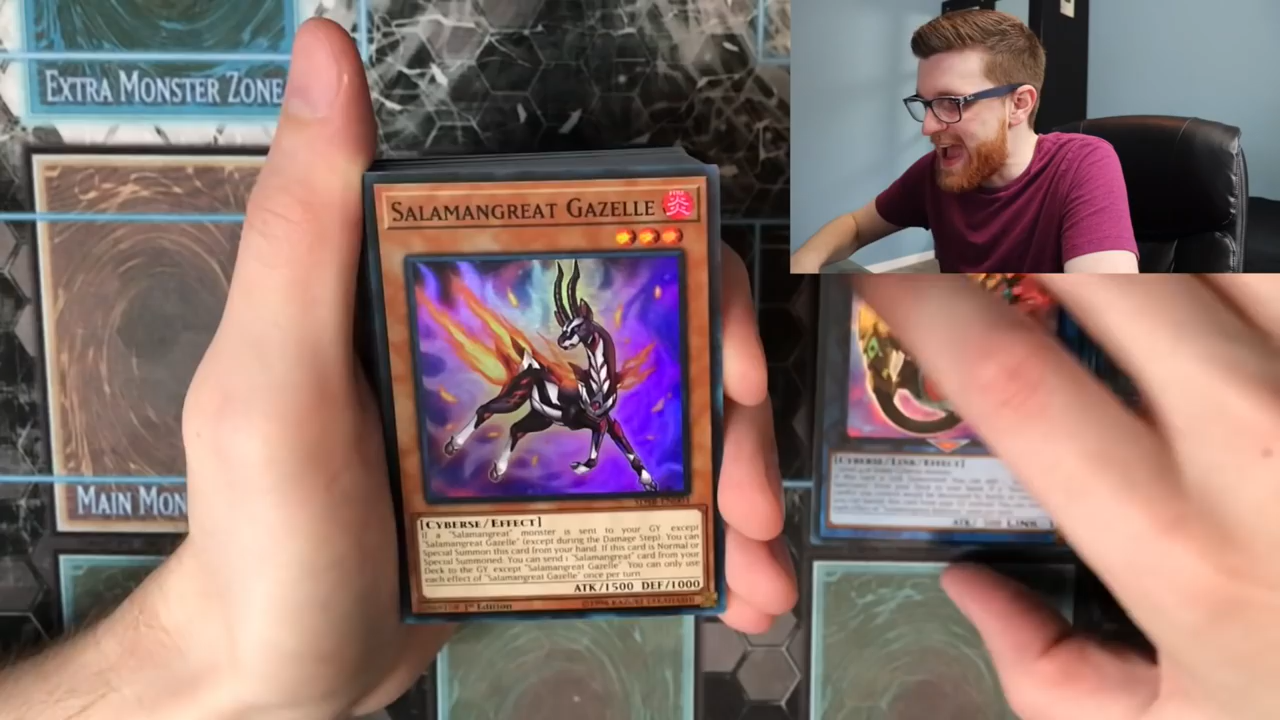 EXTRA MONSTER ZONE
SALAMANGREAT GAZELLE
FIRE
炎
MAIN MON
[CYBERSE/EFFECT]
If a "Salamangreat" monster is sent to your GY except
"Salamangreat Gazelle" (except during the Damage Step): You can
Special Summon this card from your hand. If this card is Normal or
Special Summoned: You can send 1 "Salamangreat" card from your
Deck to the GY, except "Salamangreat Gazelle". You can only use
each effect of "Salamangreat Gazelle" once per turn.
ATK/1500 DEF/1000
1st Edition
©1996 KAZUKI TAKAHASHI
[CYBERSE/LINK/EFFECT]
ATK/ 500 LINK